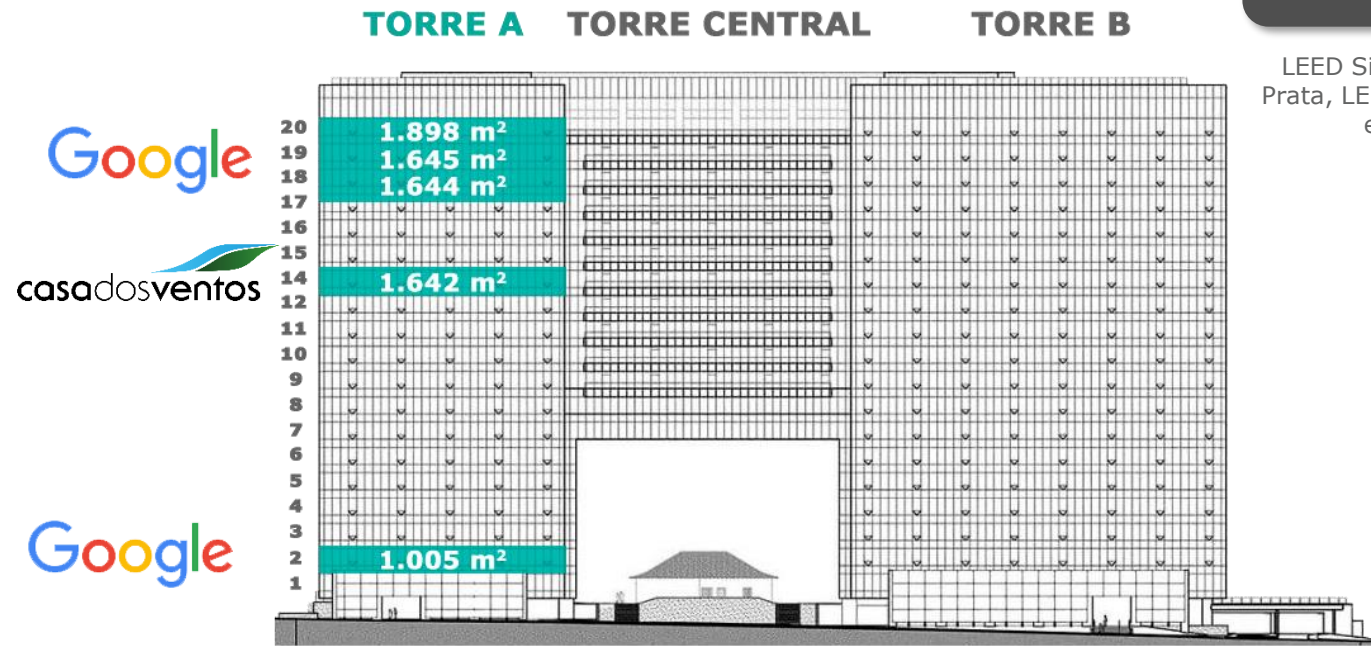 TORRE A TORRE CENTRAL TORRE B
LEED Si
Prata, LE
e
Google
casadosventos
Google
20
19
18
17
16
15
14
12
11
10
9
8
7
6
5
4
3
2
1
1.898 m²
1.645 m²
1.644 m²
1.642 m²
1.005 m²